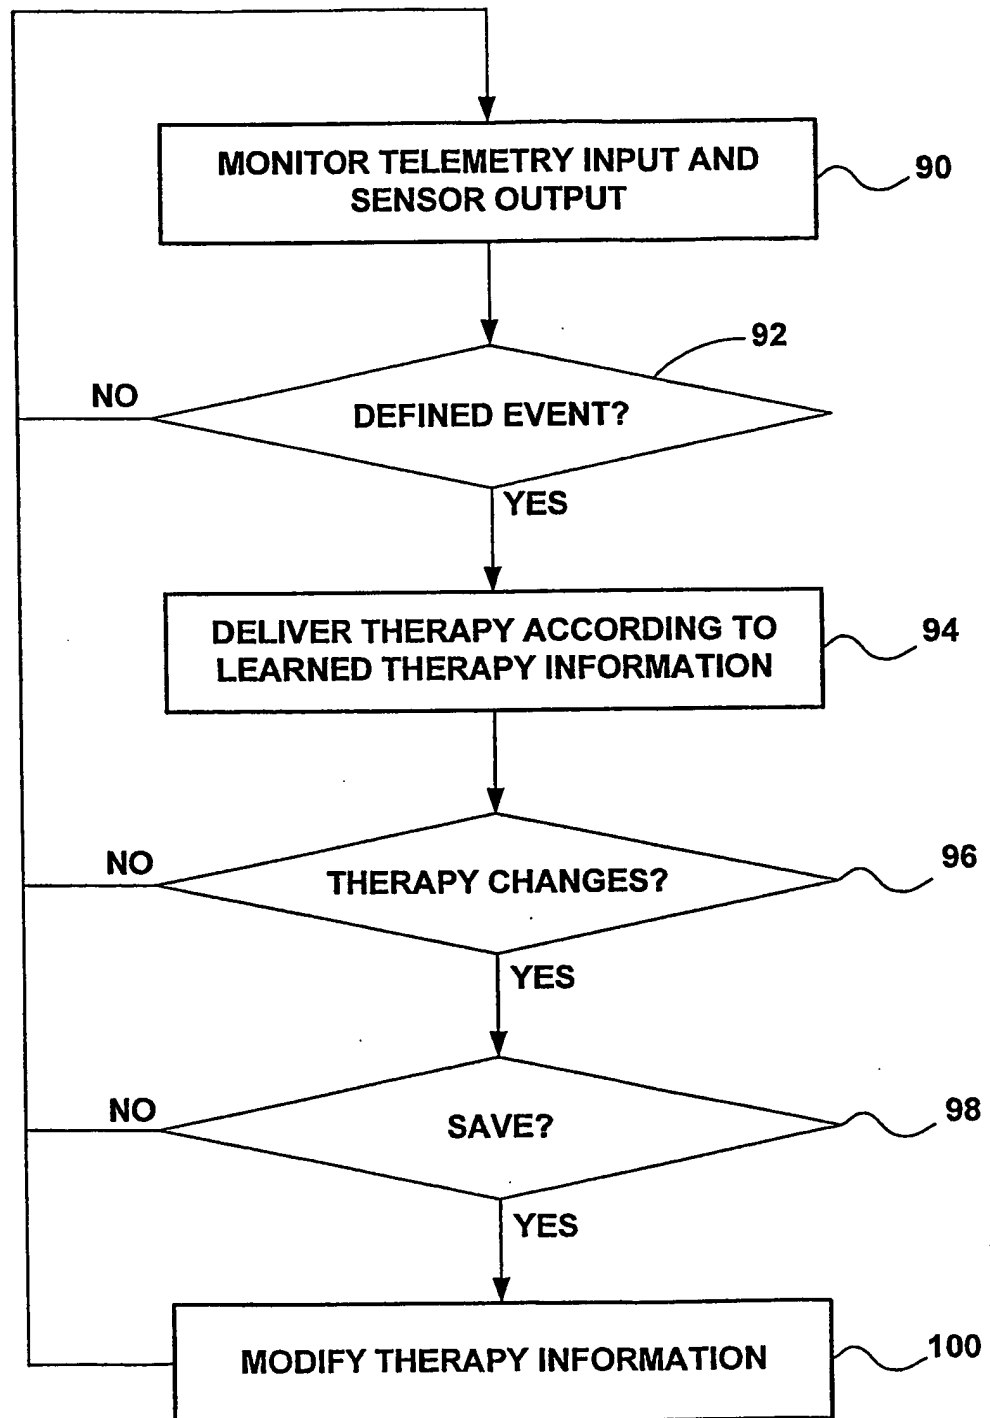 MONITOR TELEMETRY INPUT AND
SENSOR OUTPUT
90
92
NO
DEFINED EVENT?
YES
DELIVER THERAPY ACCORDING TO
LEARNED THERAPY INFORMATION
94
NO
THERAPY CHANGES?
96
YES
NO
SAVE?
98
YES
MODIFY THERAPY INFORMATION
100